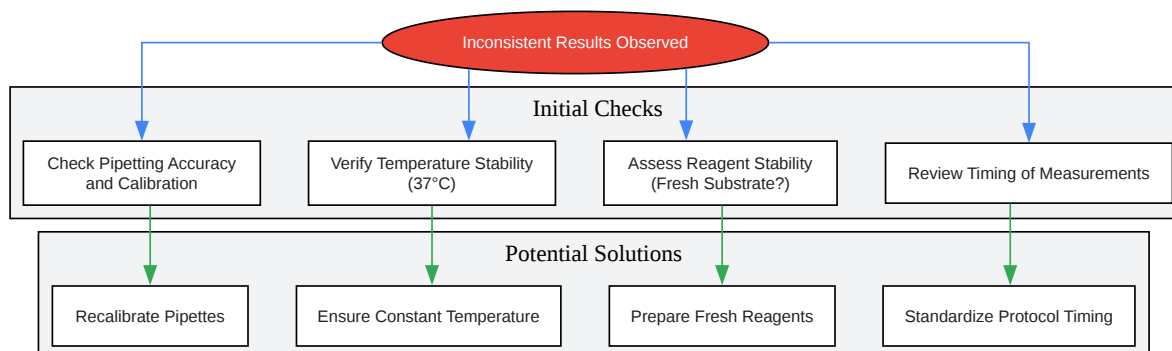 Inconsistent Results Observed
Initial Checks
Check Pipetting Accuracy
and Calibration
Verify Temperature Stability
(37°C)
Assess Reagent Stability
(Fresh Substrate?)
Review Timing of Measurements
Potential Solutions
Recalibrate Pipettes
Ensure Constant Temperature
Prepare Fresh Reagents
Standardize Protocol Timing